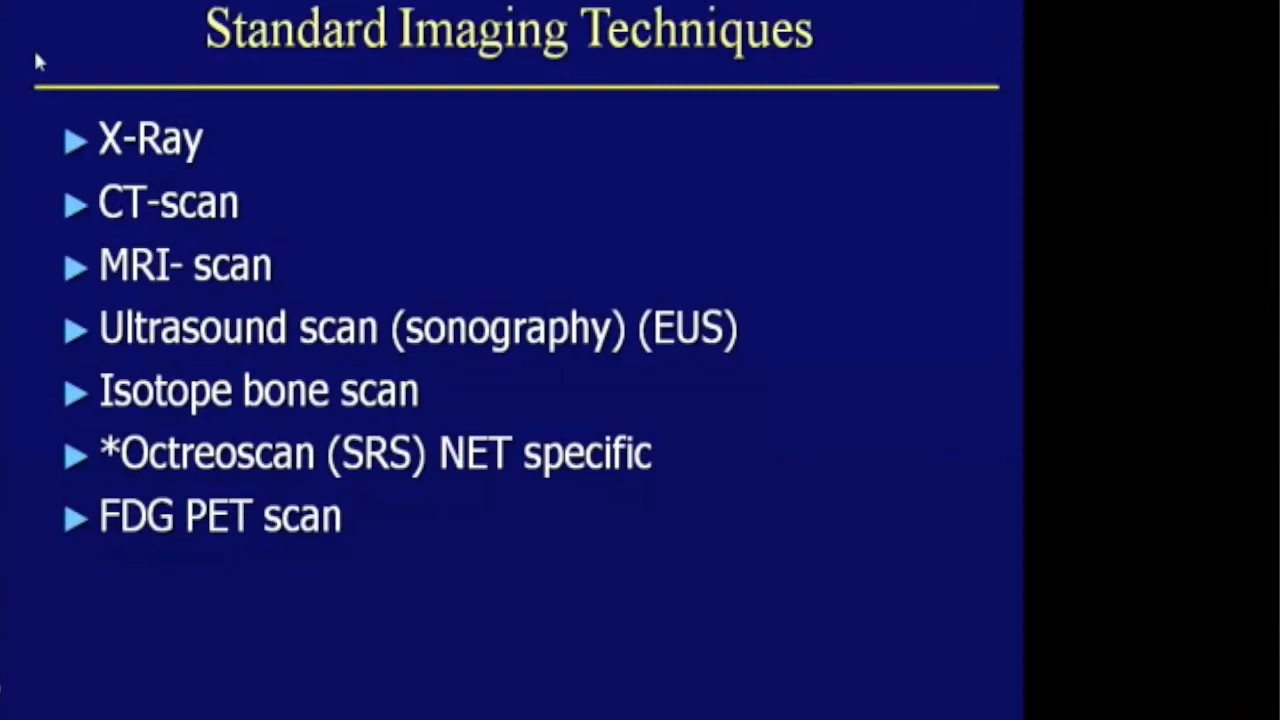 Standard Imaging Techniques
X-Ray
CT-scan
MRI- scan
Ultrasound scan (sonography) (EUS)
Isotope bone scan
*Octreoscan (SRS) NET specific
FDG PET scan